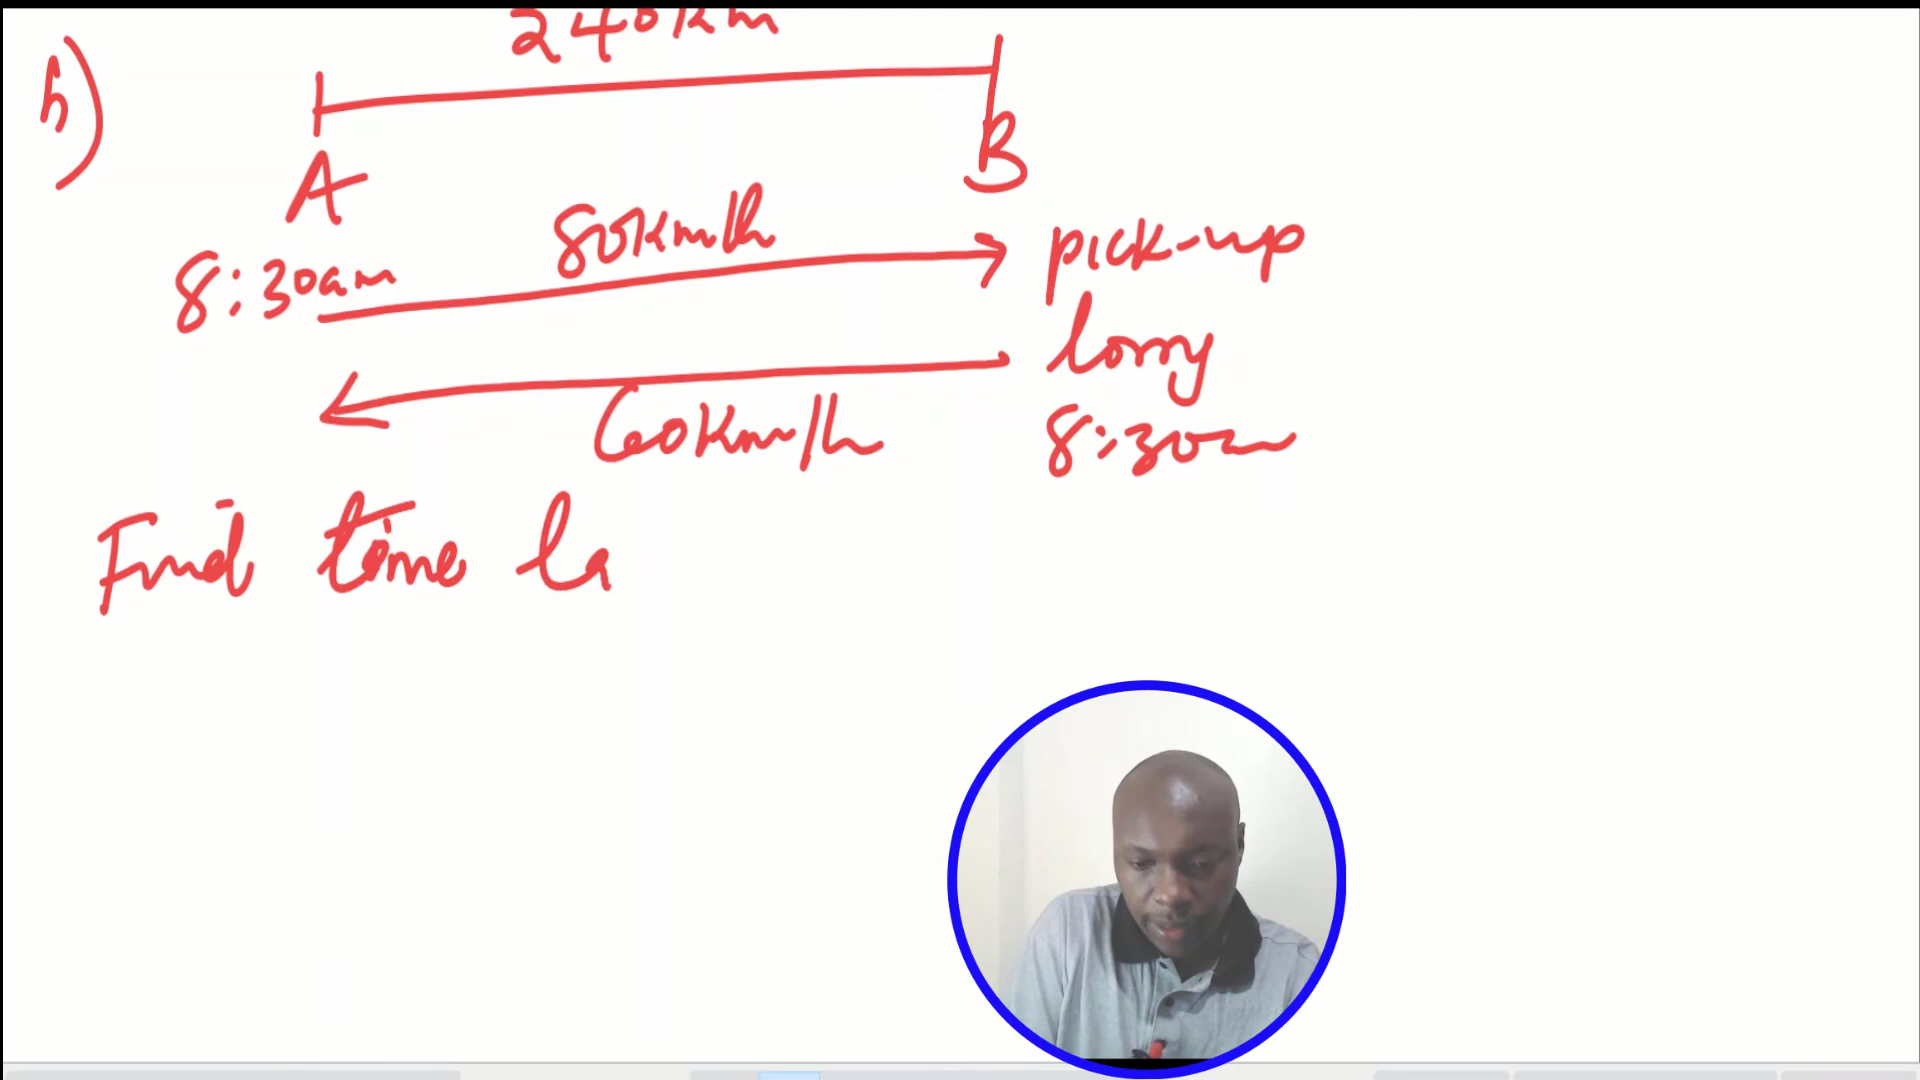 240km
h)
A
B
80km/h
pick-up
8:30am
lorry
60km/h
8:30am
Find time la